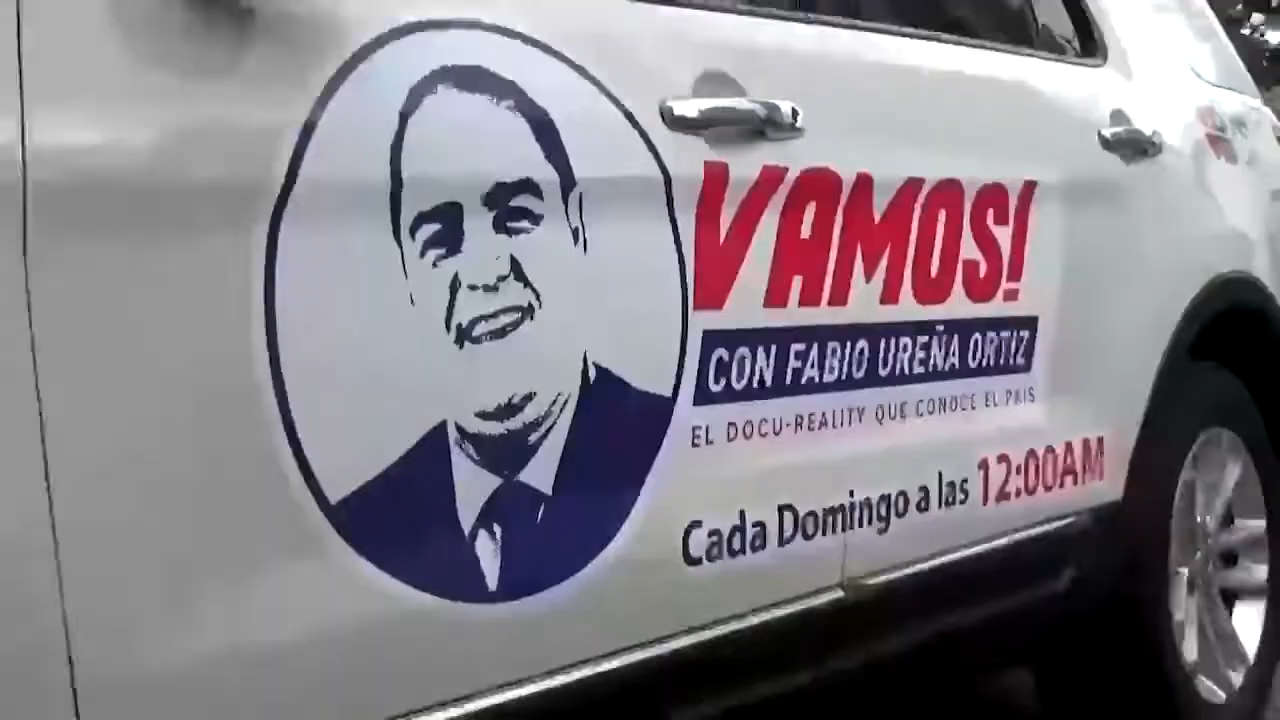 VAMOS!
CON FABIO UREÑA ORTIZ
EL DOCU-REALITY QUE CONOCE EL PAIS
Cada Domingo a las 12:00AM